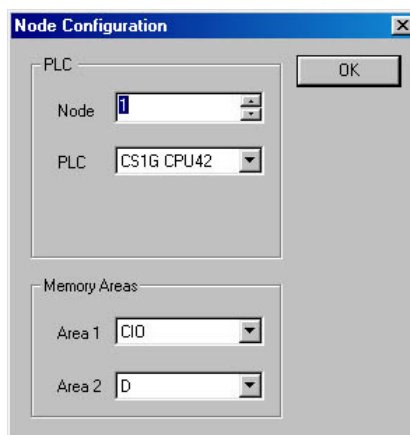 Node Configuration
PLC
OK
Node 1
PLC CS1G CPU42
Memory Areas
Area 1 CIO
Area 2 D